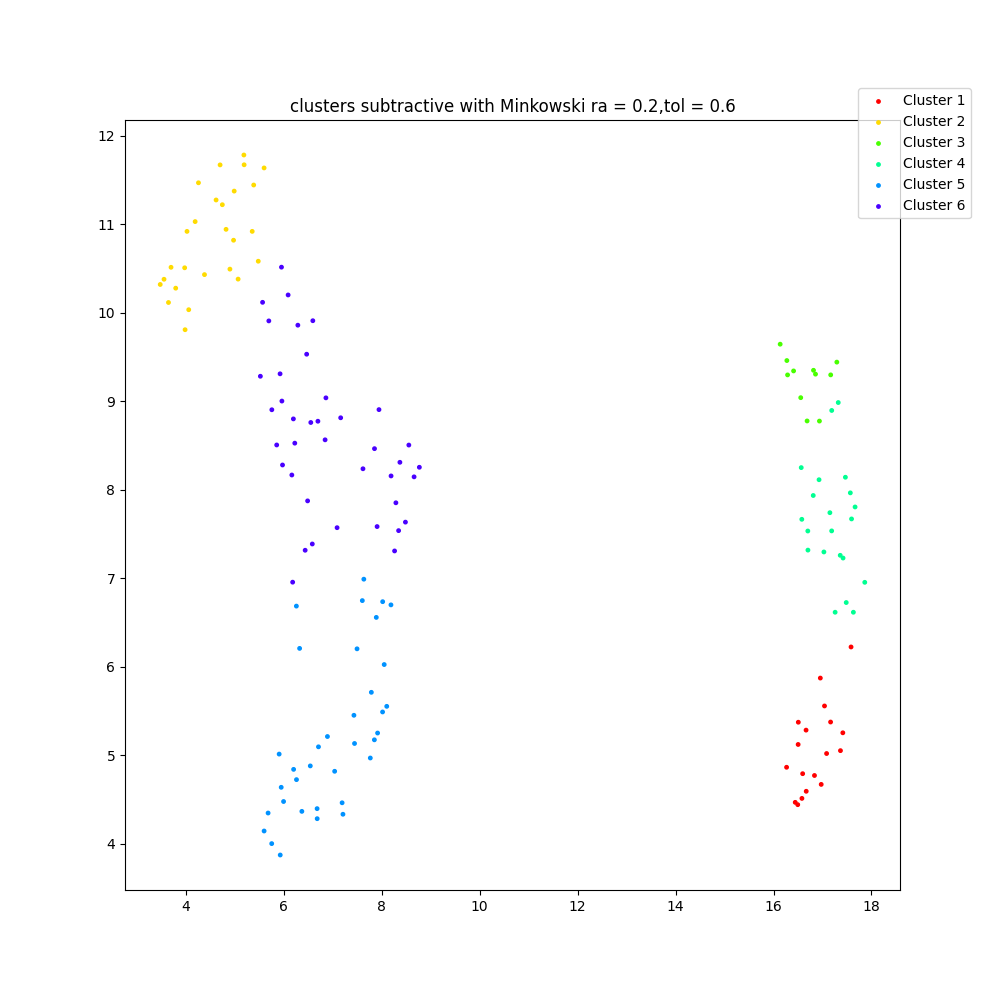 clusters subtractive with Minkowski ra = 0.2,tol = 0.6
Cluster 1
Cluster 2
Cluster 3
Cluster 4
Cluster 5
Cluster 6
12
11
10
9
8
7
6
5
4
4 6 8 10 12 14 16 18